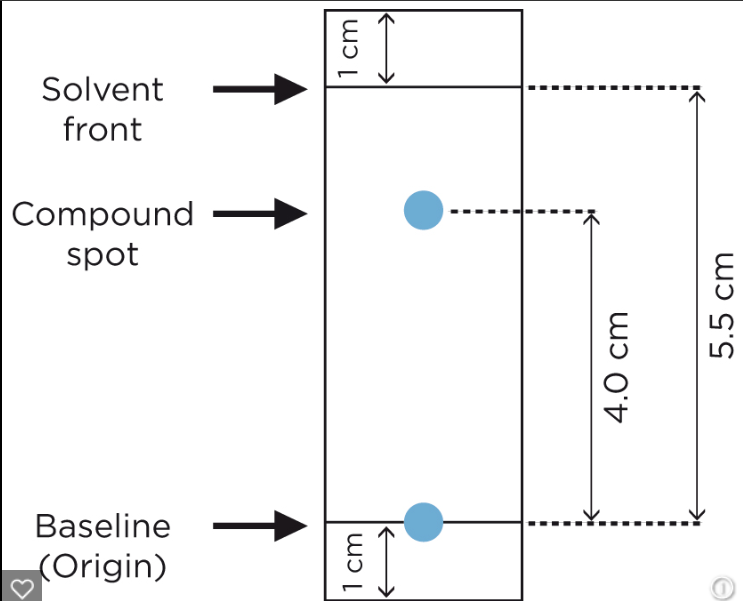 1 cm
Solvent
front
Compound
spot
4.0 cm
5.5 cm
Baseline
(Origin)
1 cm